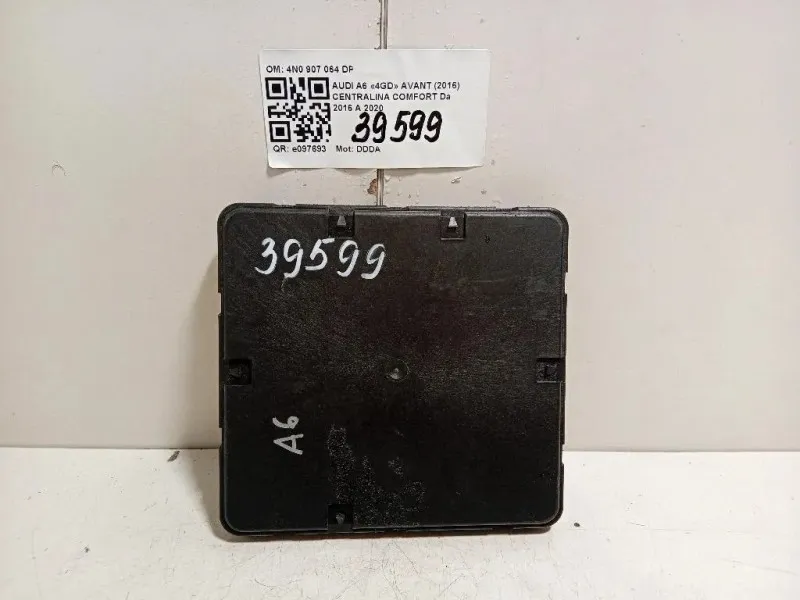 OM: 4N0 907 064 DP
AUDI A6 «4GD» AVANT (2016)
CENTRALINA COMFORT Da
2016 A 2020
39599
QR: e097693 Mot: DDDA
39599
A6